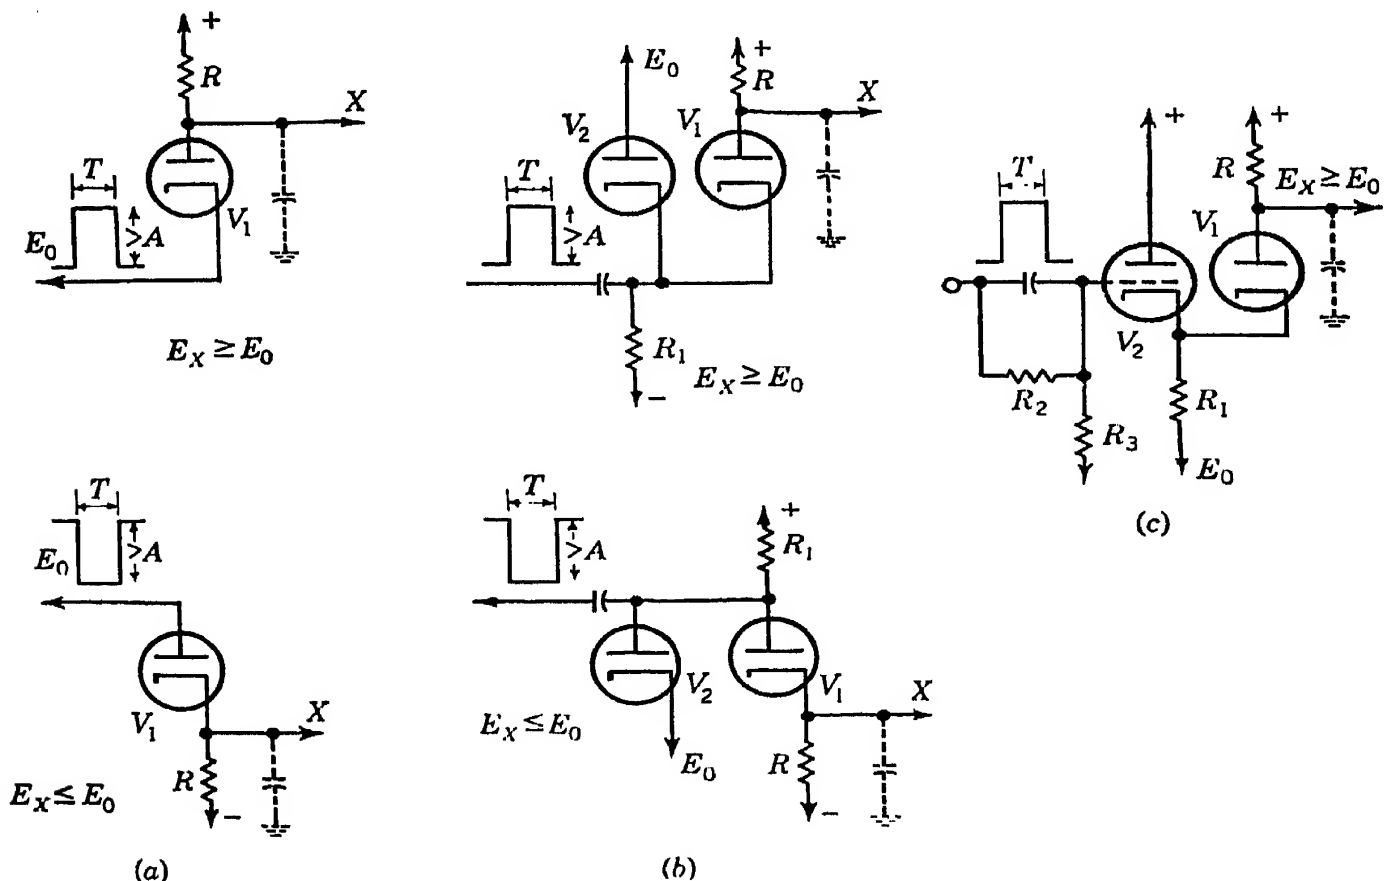 +
R
X
T
V₁
>A
E₀
E_X ≥ E₀
T
E₀
>A
V₁
X
R
E_X ≤ E₀
−
(a)
E₀
+
R
X
V₂
V₁
T
>A
R₁
−
E_X ≥ E₀
T
>A
+
R₁
V₂
V₁
X
E_X ≤ E₀
E₀
R
−
(b)
+
+
R
E_X ≥ E₀
T
V₁
V₂
R₂
R₁
R₃
E₀
(c)